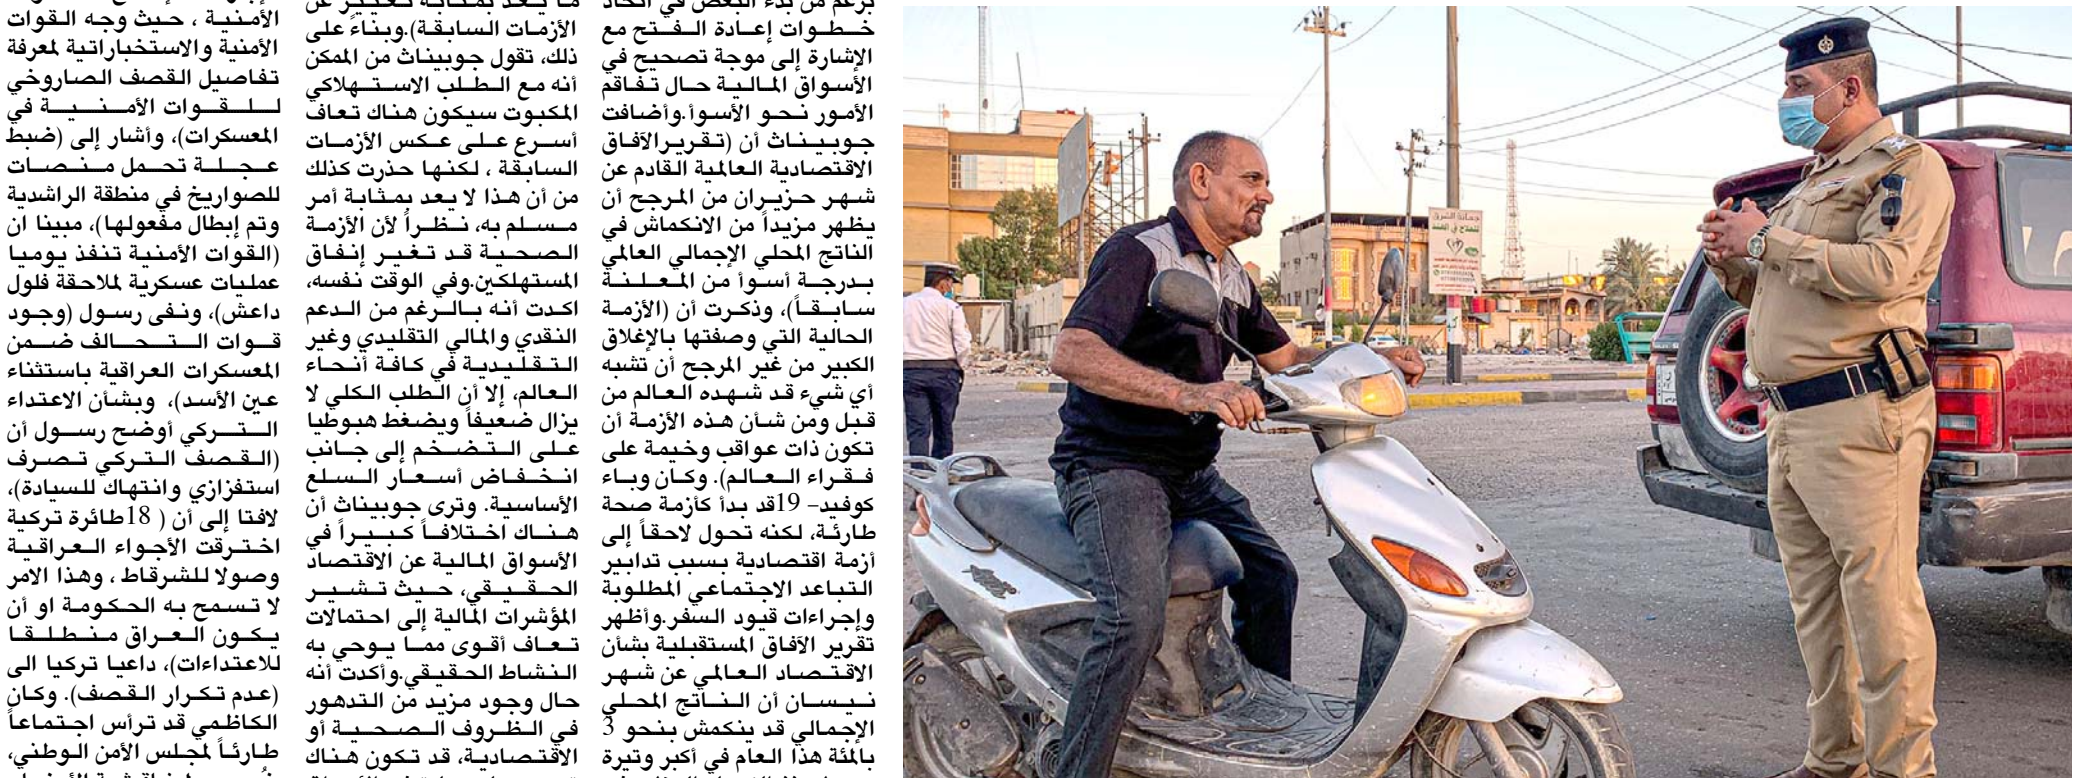 خـطـوات إعـادة الـفـتح مع
الإشارة إلى موجة تصحيح في
الأسواق المالية حال تفاقم
الأمور نحو الأسوأ.وأضافت
جوبيناث أن (تقريرالآفاق
الاقتصادية العالمية القادم عن
شهر حزيران من المرجح أن
يظهر مزيداً من الانكماش في
الناتج المحلي الإجمالي العالمي
بدرجة أسوأ من المعلنة
سابقاً)، وذكرت أن (الأزمة
الحالية التي وصفتها بالإغلاق
الكبير من غير المرجح أن تشبه
أي شيء قد شهده العالم من
قبل ومن شأن هذه الأزمة أن
تكون ذات عواقب وخيمة على
فقراء العالم). وكان وباء
كوفيد– 19قد بدأ كأزمة صحة
طارئة، لكنه تحول لاحقاً إلى
أزمة اقتصادية بسبب تدابير
التباعد الاجتماعي المطلوبة
وإجراءات قيود السفر.وأظهر
تقرير الآفاق المستقبلية بشأن
الاقتصاد العالمي عن شهر
نيسان أن الناتج المحلي
الإجمالي قد ينكمش بنحو 3
بالمئة هذا العام في أكبر وتيرة
الأزمات السابقة).وبناءً على
ذلك، تقول جوبيناث من الممكن
أنه مع الطلب الاستهلاكي
المكبوت سيكون هناك تعاف
أسرع على عكس الأزمات
السابقة ، لكنها حذرت كذلك
من أن هذا لا يعد بمثابة أمر
مسلم به، نظراً لأن الأزمة
الصحية قد تغير إنفاق
المستهلكين.وفي الوقت نفسه،
اكدت أنه بالرغم من الدعم
النقدي والمالي التقليدي وغير
التقليدية في كافة أنحاء
العالم، إلا أن الطلب الكلي لا
يزال ضعيفاً ويضغط هبوطيا
على التضخم إلى جانب
انخفاض أسعار السلع
الأساسية. وترى جوبيناث أن
هناك اختلافاً كبيراً في
الأسواق المالية عن الاقتصاد
الحقيقي، حيث تشير
المؤشرات المالية إلى احتمالات
تعاف أقوى مما يوحي به
النشاط الحقيقي.وأكدت أنه
حال وجود مزيد من التدهور
في الظروف الصحية أو
الاقتصادية، قد تكون هناك
الأمنية ، حيث وجه القوات
الأمنية والاستخباراتية لمعرفة
تفاصيل القصف الصاروخي
للقوات الأمنية في
المعسكرات)، وأشار إلى (ضبط
عجلة تحمل منصات
للصواريخ في منطقة الراشدية
وتم إبطال مفعولها)، مبينا ان
(القوات الأمنية تنفذ يوميا
عمليات عسكرية لملاحقة فلول
داعش)، ونفى رسول (وجود
قوات التحالف ضمن
المعسكرات العراقية باستثناء
عين الأسد)، وبشأن الاعتداء
التركي أوضح رسول أن
(القصف التركي تصرف
استفزازي وانتهاك للسيادة)،
لافتا إلى أن ( 18طائرة تركية
اخترقت الأجواء العراقية
وصولا للشرقاط ، وهذا الامر
لا تسمح به الحكومة او أن
يكون العراق منطلقا
للاعتداءات)، داعيا تركيا الى
(عدم تكرار القصف). وكان
الكاظمي قد ترأس اجتماعاً
طارئاً لمجلس الأمن الوطني،